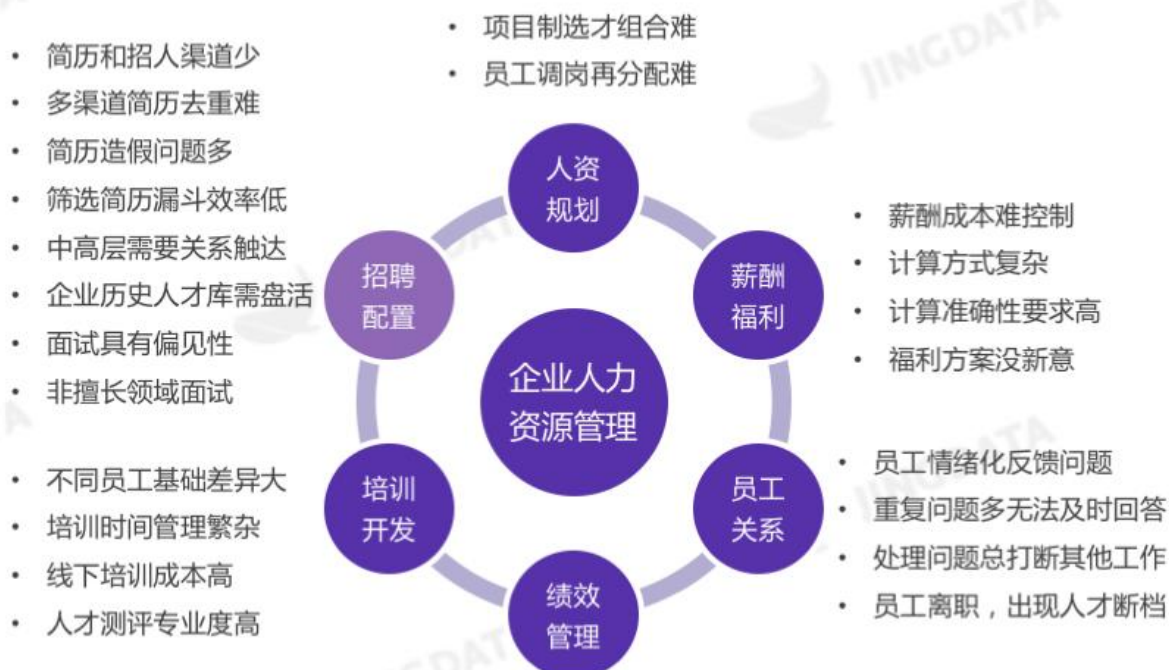 • 项目制选才组合难
• 员工调岗再分配难
• 简历和招人渠道少
• 多渠道简历去重难
• 简历造假问题多
• 筛选简历漏斗效率低
• 中高层需要关系触达
• 企业历史人才库需盘活
• 面试具有偏见性
• 非擅长领域面试
人资
规划
招聘
配置
薪酬
福利
• 薪酬成本难控制
• 计算方式复杂
• 计算准确性要求高
• 福利方案没新意
企业人力
资源管理
• 不同员工基础差异大
• 培训时间管理繁杂
• 线下培训成本高
• 人才测评专业度高
培训
开发
绩效
管理
员工
关系
• 员工情绪化反馈问题
• 重复问题多无法及时回答
• 处理问题总打断其他工作
• 员工离职，出现人才断档
JINGDATA
JINGDATA